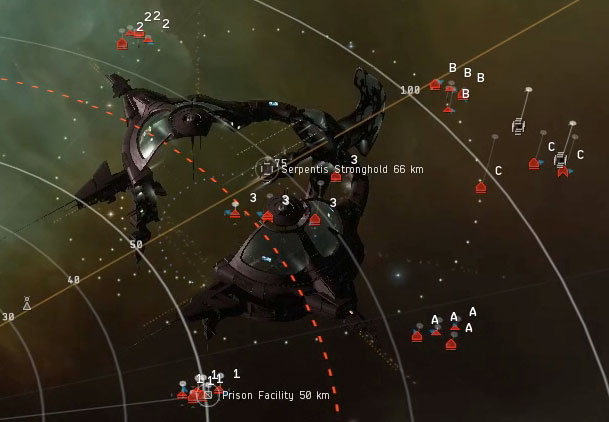 2 2 2
2
B B B
B
100
75
3
Serpentis Stronghold 66 km
C
C
C
3 3 3
50
40
30
A A A
A
1 1 1 1
Prison Facility 50 km